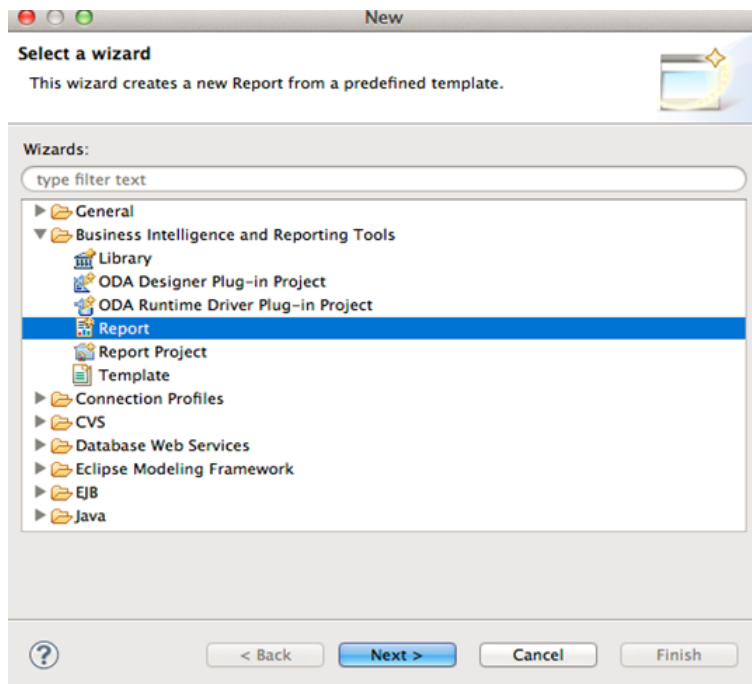 New
Select a wizard
This wizard creates a new Report from a predefined template.
Wizards:
type filter text
General
Business Intelligence and Reporting Tools
Library
ODA Designer Plug-in Project
ODA Runtime Driver Plug-in Project
Report
Report Project
Template
Connection Profiles
CVS
Database Web Services
Eclipse Modeling Framework
EJB
Java
? < Back Next > Cancel Finish